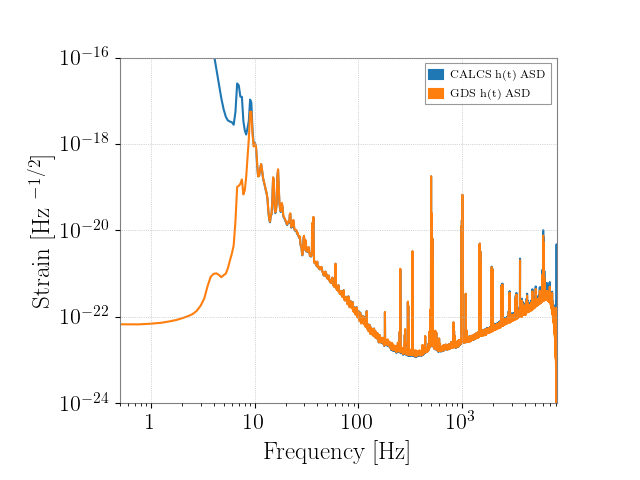 10^{-16}
CALCS h(t) ASD
GDS h(t) ASD
10^{-18}
10^{-20}
10^{-22}
10^{-24}
Strain [Hz ^{-1/2}]
1 10 100 10^3
Frequency [Hz]